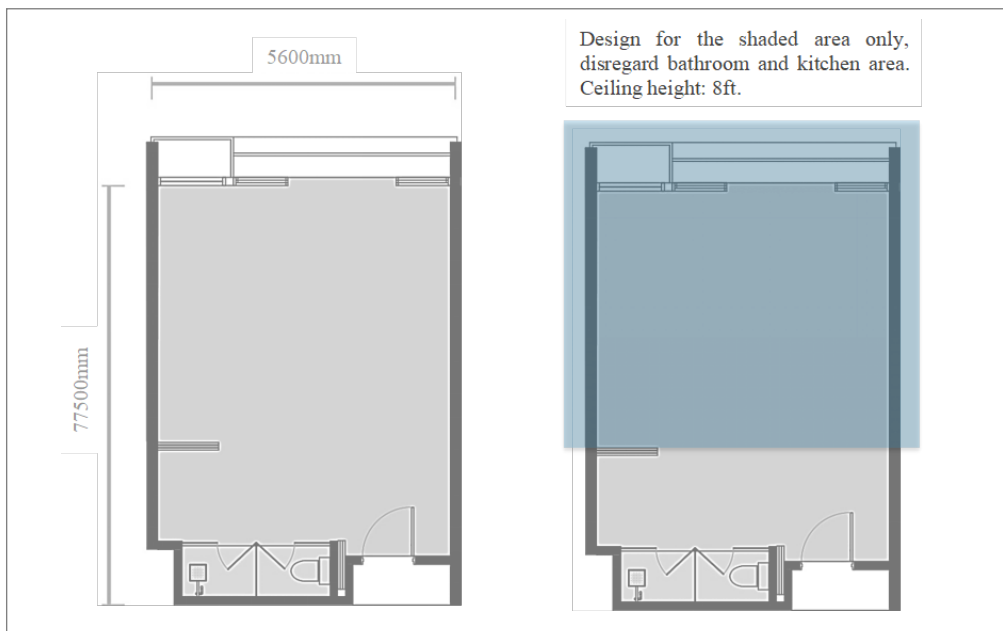 5600mm
Design for the shaded area only,
disregard bathroom and kitchen area.
Ceiling height: 8ft.
77500mm